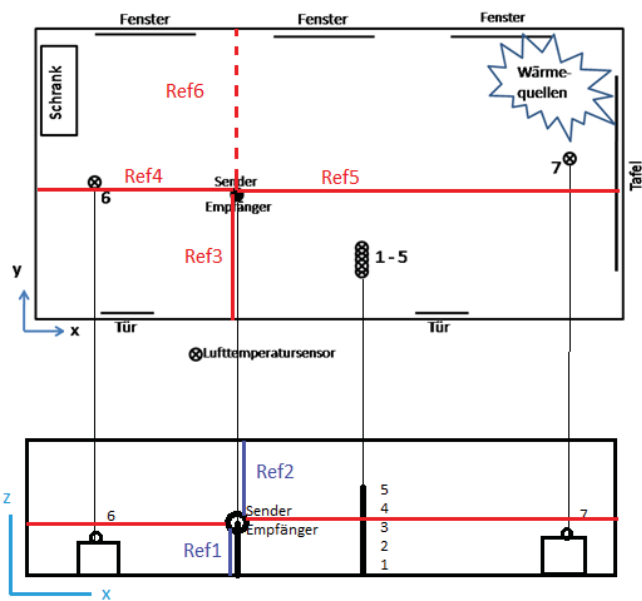 Fenster
Fenster
Fenster
Schrank
Ref6
Wärme-
quellen
Ref4
Sender
Ref5
7
Tafel
6
Empfänger
Ref3
1-5
y
x
Tür
Tür
Lufttemperatursensor
Ref2
z
5
6
Sender
4
7
Empfänger
3
Ref1
2
1
x